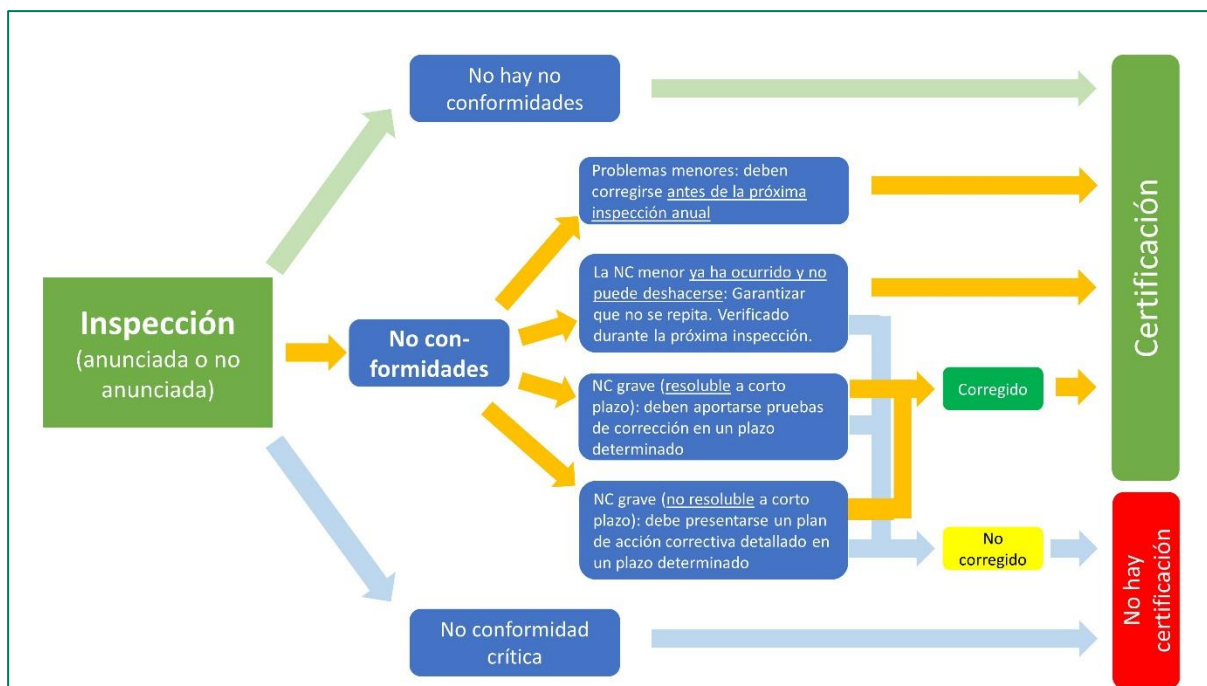 No hay no
conformidades
Problemas menores: deben
corregirse antes de la próxima
inspección anual
La NC menor ya ha ocurrido y no
puede deshacerse: Garantizar
que no se repita. Verificado
durante la próxima inspección.
Inspección
(anunciada o no
anunciada)
No con-
formidades
NC grave (resoluble a corto
plazo): deben aportarse pruebas
de corrección en un plazo
determinado
Corregido
Certificación
NC grave (no resoluble a corto
plazo): debe presentarse un plan
de acción correctiva detallado en
un plazo determinado
No
corregido
No hay
certificación
No conformidad
crítica